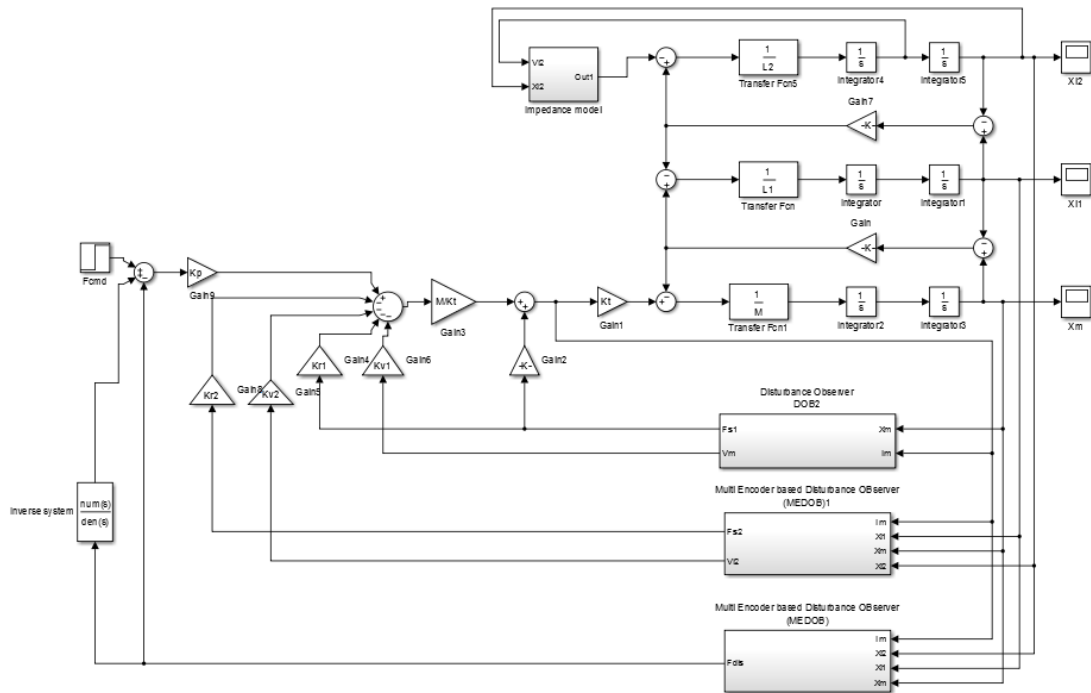 Vl2
Xl2
Out1
Impedance model
1
L2
Transfer Fcn5
1
s
Integrator4
1
s
Integrator5
Xl2
Gain7
-K-
1
L1
Transfer Fcn
1
s
Integrator
1
s
Integrator1
Xl1
Gain
-K-
Fcmd
Kp
Gain9
M/Kt
Gain3
Kt
Gain1
1
M
Transfer Fcn1
1
s
Integrator2
1
s
Integrator3
Xm
Kr2
Gain8
Kv2
Gain5
Kr1
Gain4
Kv1
Gain6
-K-
Gain2
Disturbance Observer
DOB2
Fs1
Vm
Xm
Im
Multi Encoder based Disturbance OBserver
(MEDOB)1
Fs2
Vl2
Im
Xl1
Xm
Xl2
Inverse system
num(s)
den(s)
Multi Encoder based Disturbance OBserver
(MEDOB)
Fdis
Im
Xl2
Xl1
Xm